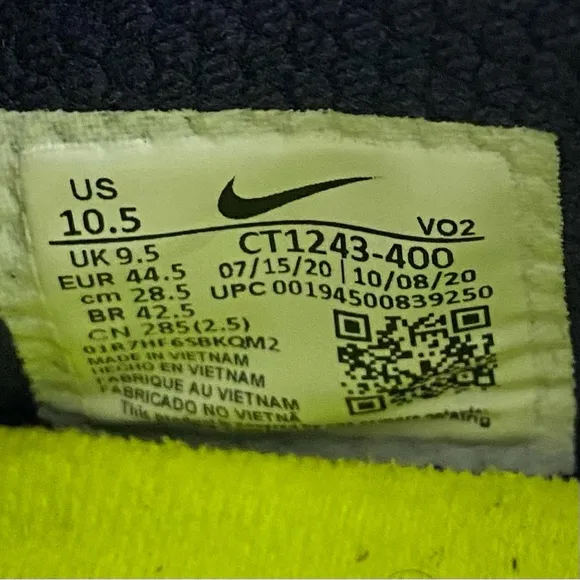 US
10.5
VO2
UK 9.5
CT1243-400
EUR 44.5
07/15/20 | 10/08/20
cm 28.5
UPC 00194500839250
BR 42.5
CN 285(2.5)
01R7HF6SBKQM2
MADE IN VIETNAM
HECHO EN VIETNAM
FABRIQUE AU VIETNAM
FABRICADO NO VIETNÃ
This product